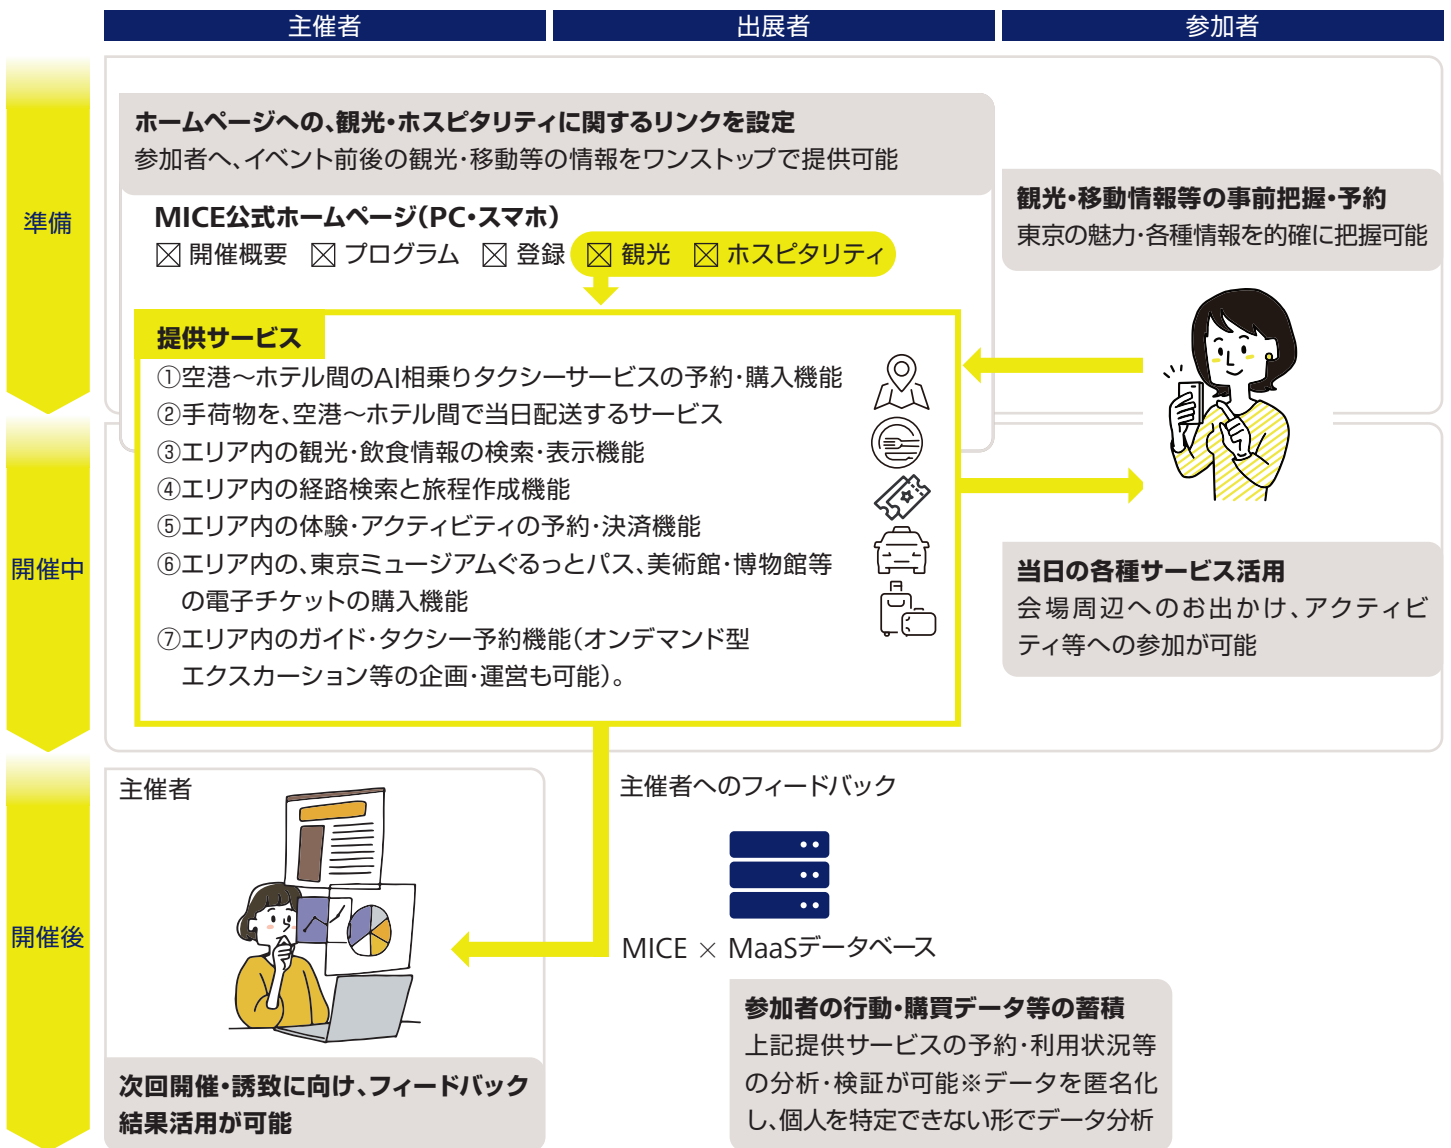 主催者
出展者
参加者
準備
ホームページへの、観光・ホスピタリティに関するリンクを設定
参加者へ、イベント前後の観光・移動等の情報をワンストップで提供可能
MICE公式ホームページ（PC・スマホ）
開催概要 プログラム 登録 観光 ホスピタリティ
観光・移動情報等の事前把握・予約
東京の魅力・各種情報を的確に把握可能
提供サービス
①空港～ホテル間のAI相乗りタクシーサービスの予約・購入機能
②手荷物を、空港～ホテル間で当日配送するサービス
③エリア内の観光・飲食情報の検索・表示機能
④エリア内の経路検索と旅程作成機能
⑤エリア内の体験・アクティビティの予約・決済機能
⑥エリア内の、東京ミュージアムぐるっとパス、美術館・博物館等
の電子チケットの購入機能
⑦エリア内のガイド・タクシー予約機能（オンデマンド型
エクスカーション等の企画・運営も可能）。
開催中
当日の各種サービス活用
会場周辺へのお出かけ、アクティビ
ティ等への参加が可能
開催後
主催者
主催者へのフィードバック
MICE × MaaSデータベース
参加者の行動・購買データ等の蓄積
上記提供サービスの予約・利用状況等
の分析・検証が可能※データを匿名化
し、個人を特定できない形でデータ分析
次回開催・誘致に向け、フィードバック
結果活用が可能